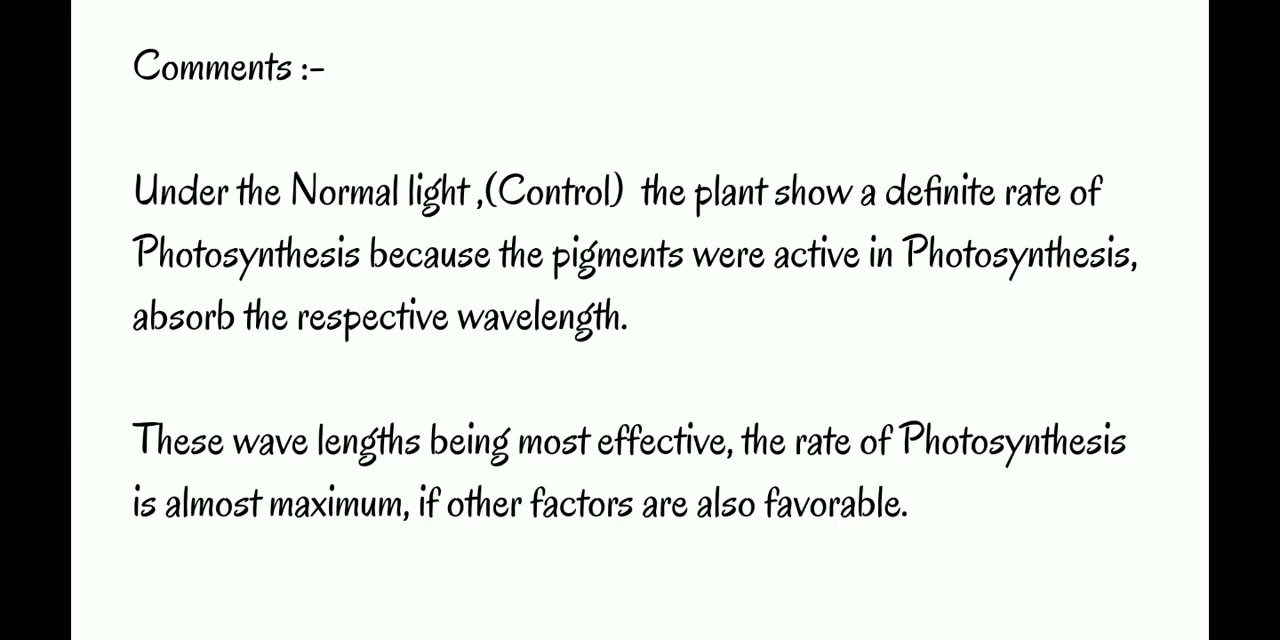 Comments :-
Under the Normal light ,(Control) the plant show a definite rate of
Photosynthesis because the pigments were active in Photosynthesis,
absorb the respective wavelength.
These wave lengths being most effective, the rate of Photosynthesis
is almost maximum, if other factors are also favorable.